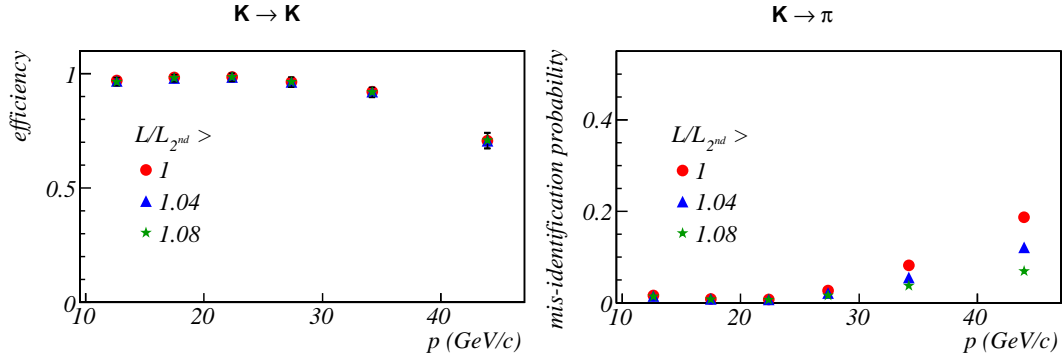 K → K
efficiency
1
0.5
0
L/L2nd >
1
1.04
1.08
10 20 30 40
p (GeV/c)
K → π
mis-identification probability
0.4
0.2
0
L/L2nd >
1
1.04
1.08
10 20 30 40
p (GeV/c)